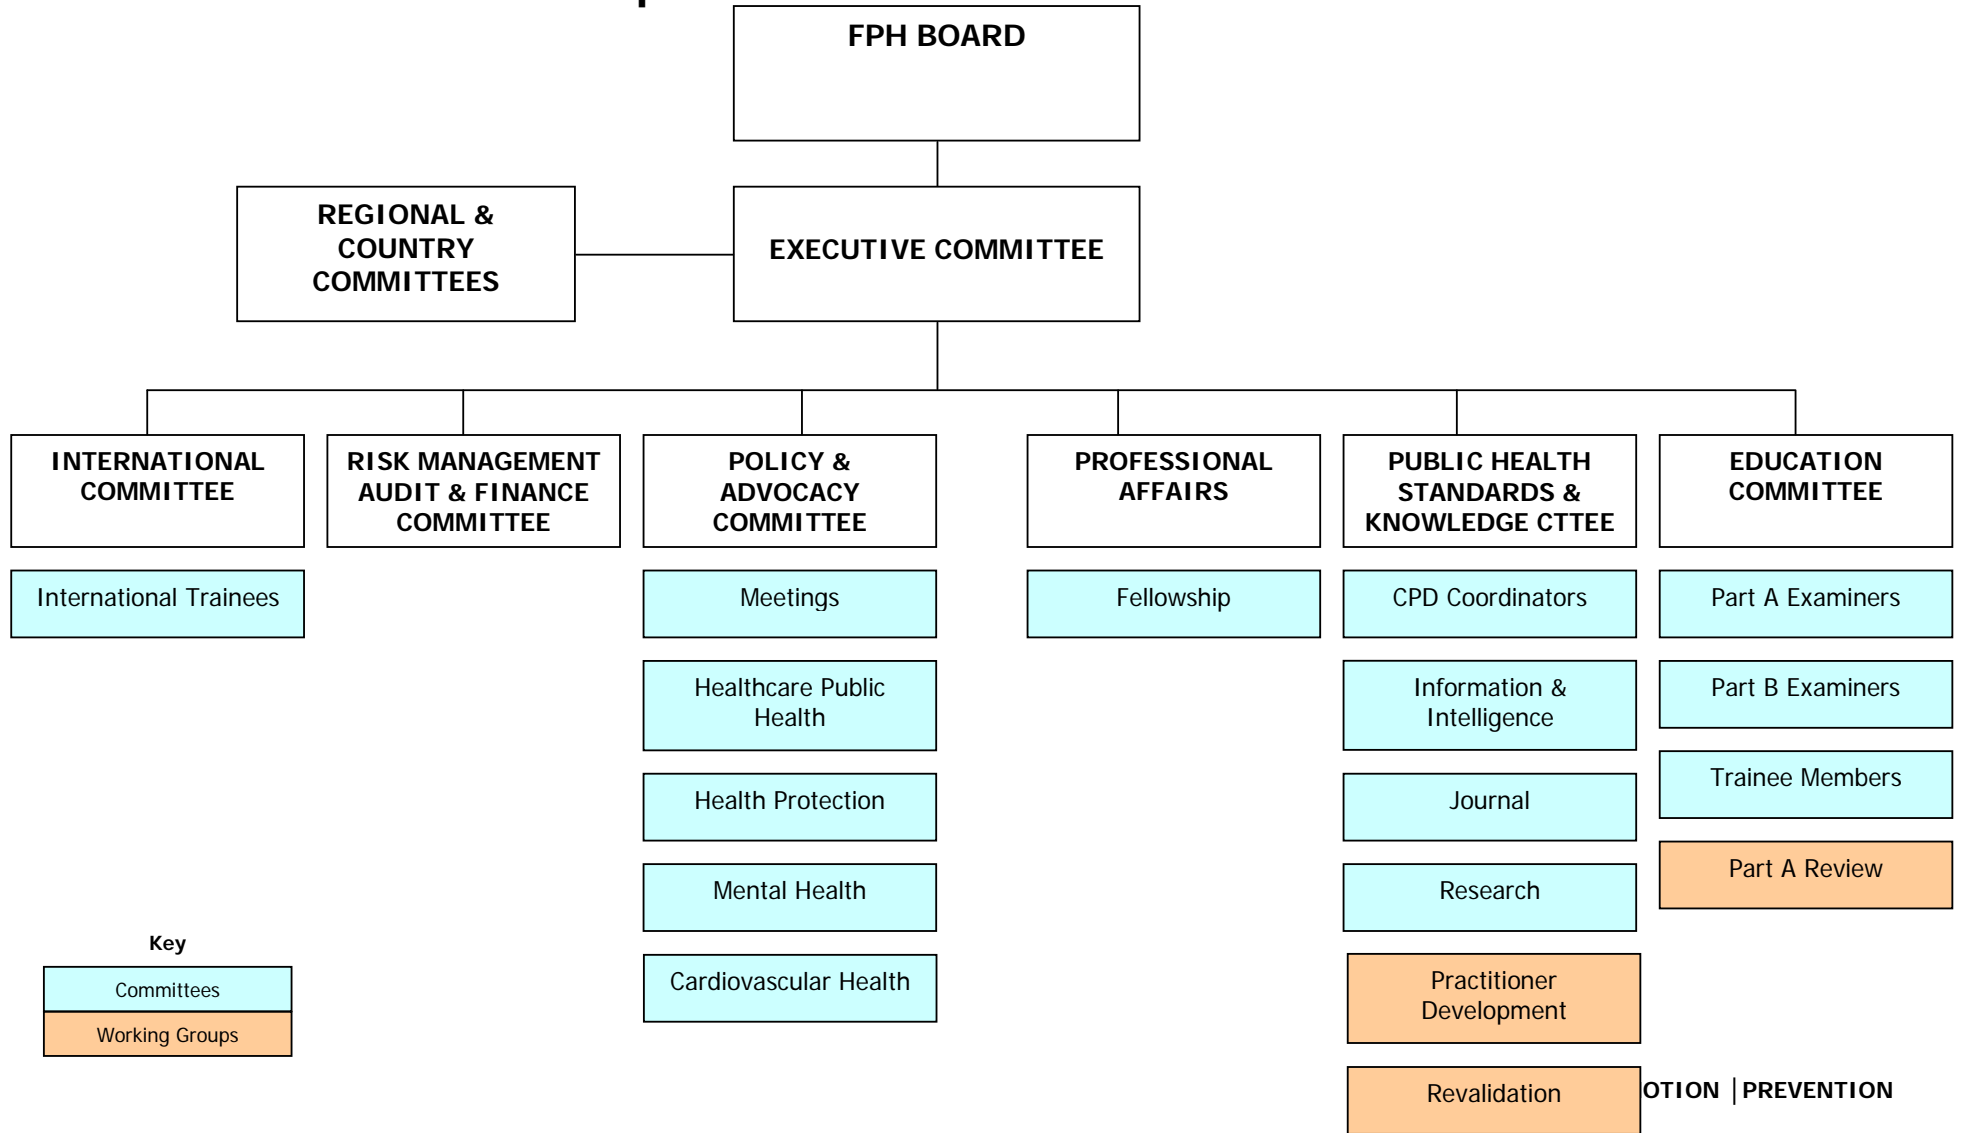 FPH BOARD
REGIONAL &
COUNTRY
COMMITTEES
EXECUTIVE COMMITTEE
INTERNATIONAL
COMMITTEE
RISK MANAGEMENT
AUDIT & FINANCE
COMMITTEE
POLICY &
ADVOCACY
COMMITTEE
PROFESSIONAL
AFFAIRS
PUBLIC HEALTH
STANDARDS &
KNOWLEDGE CTTEE
EDUCATION
COMMITTEE
International Trainees
Meetings
Healthcare Public
Health
Health Protection
Mental Health
Cardiovascular Health
Fellowship
CPD Coordinators
Information &
Intelligence
Journal
Research
Practitioner
Development
Revalidation
Part A Examiners
Part B Examiners
Trainee Members
Part A Review
Key
Committees
Working Groups
OTION | PREVENTION